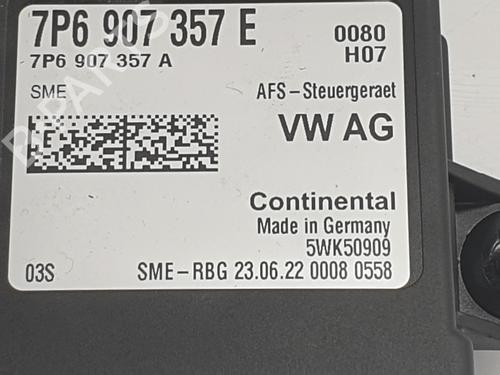 7P6 907 357 E 0080
7P6 907 357 A H07
SME AFS-Steuergeraet
VW AG
Continental
Made in Germany
5WK50909
03S SME-RBG 23.06.22 0008 0558